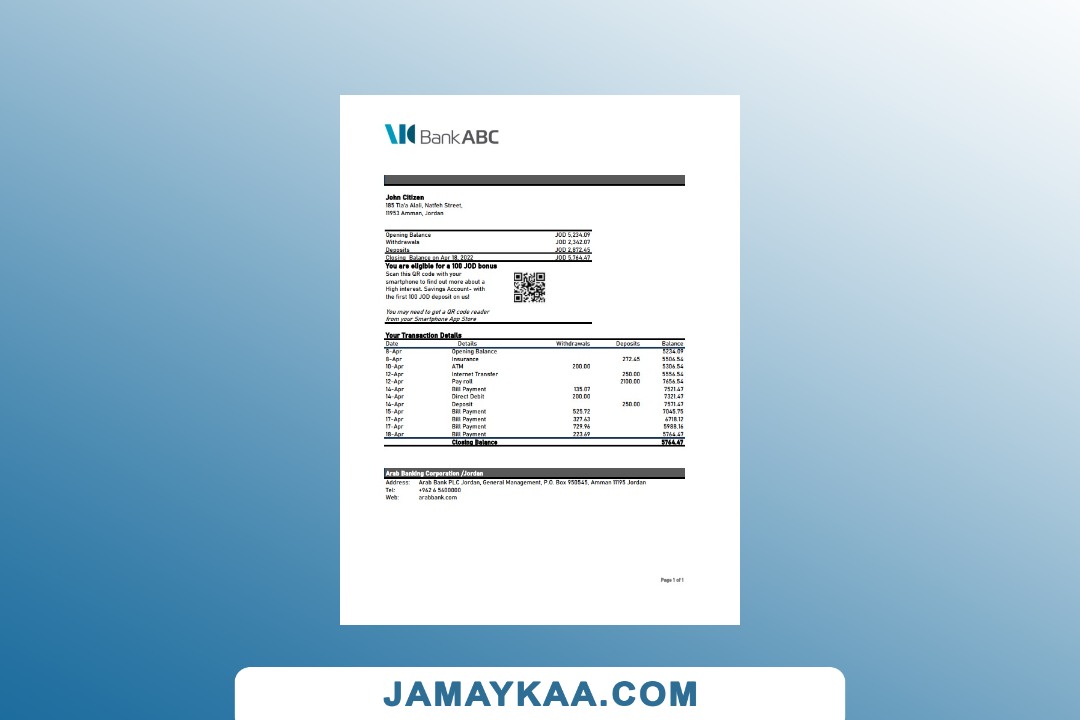 BankABC
John Citizen
185 Tla'a Alali, Natfeh Street,
11953 Amman, Jordan
Opening Balance JOD 5,234.09
Withdrawals JOD 2,342.07
Deposits JOD 2,872.45
Closing Balance on Apr 18, 2022 JOD 5,764.47
You are eligible for a 100 JOD bonus
Scan this QR code with your
smartphone to find out more about a
High interest. Savings Account- with
the first 100 JOD deposit on us!
You may need to get a QR code reader
from your Smartphone App Store
Your Transaction Details
Date Details Withdrawals Deposits Balance
8-Apr Opening Balance 5234.09
8-Apr Insurance 272.45 5506.54
10-Apr ATM 200.00 5306.54
12-Apr Internet Transfer 250.00 5556.54
12-Apr Pay roll 2100.00 7656.54
14-Apr Bill Payment 135.07 7521.47
14-Apr Direct Debit 200.00 7321.47
14-Apr Deposit 250.00 7571.47
15-Apr Bill Payment 525.72 7045.75
17-Apr Bill Payment 327.63 6718.12
17-Apr Bill Payment 729.96 5988.16
18-Apr Bill Payment 223.69 5764.47
Closing Balance 5764.47
Arab Banking Corporation /Jordan
Address: Arab Bank PLC Jordan, General Management, P.O. Box 950545, Amman 11195 Jordan
Tel: +962 6 5600000
Web: arabbank.com
Page 1 of 1
JAMAYKAA.COM